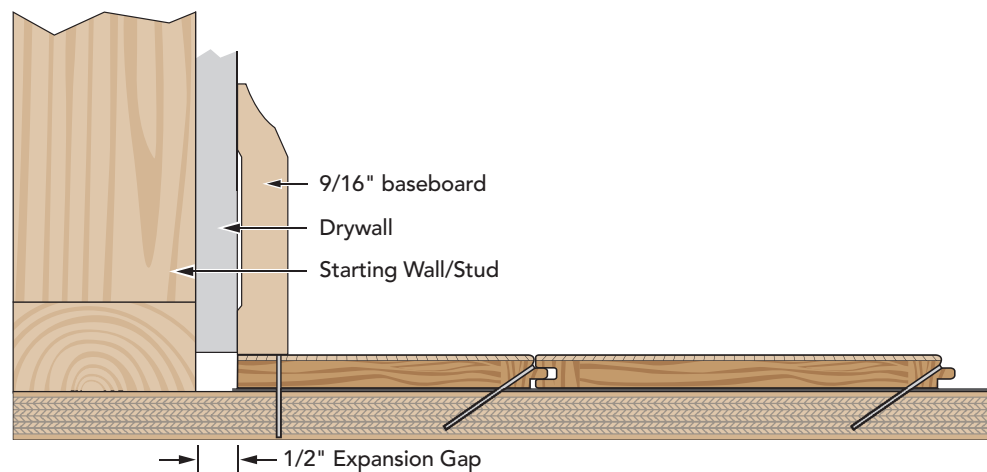 9/16" baseboard
Drywall
Starting Wall/Stud
1/2" Expansion Gap